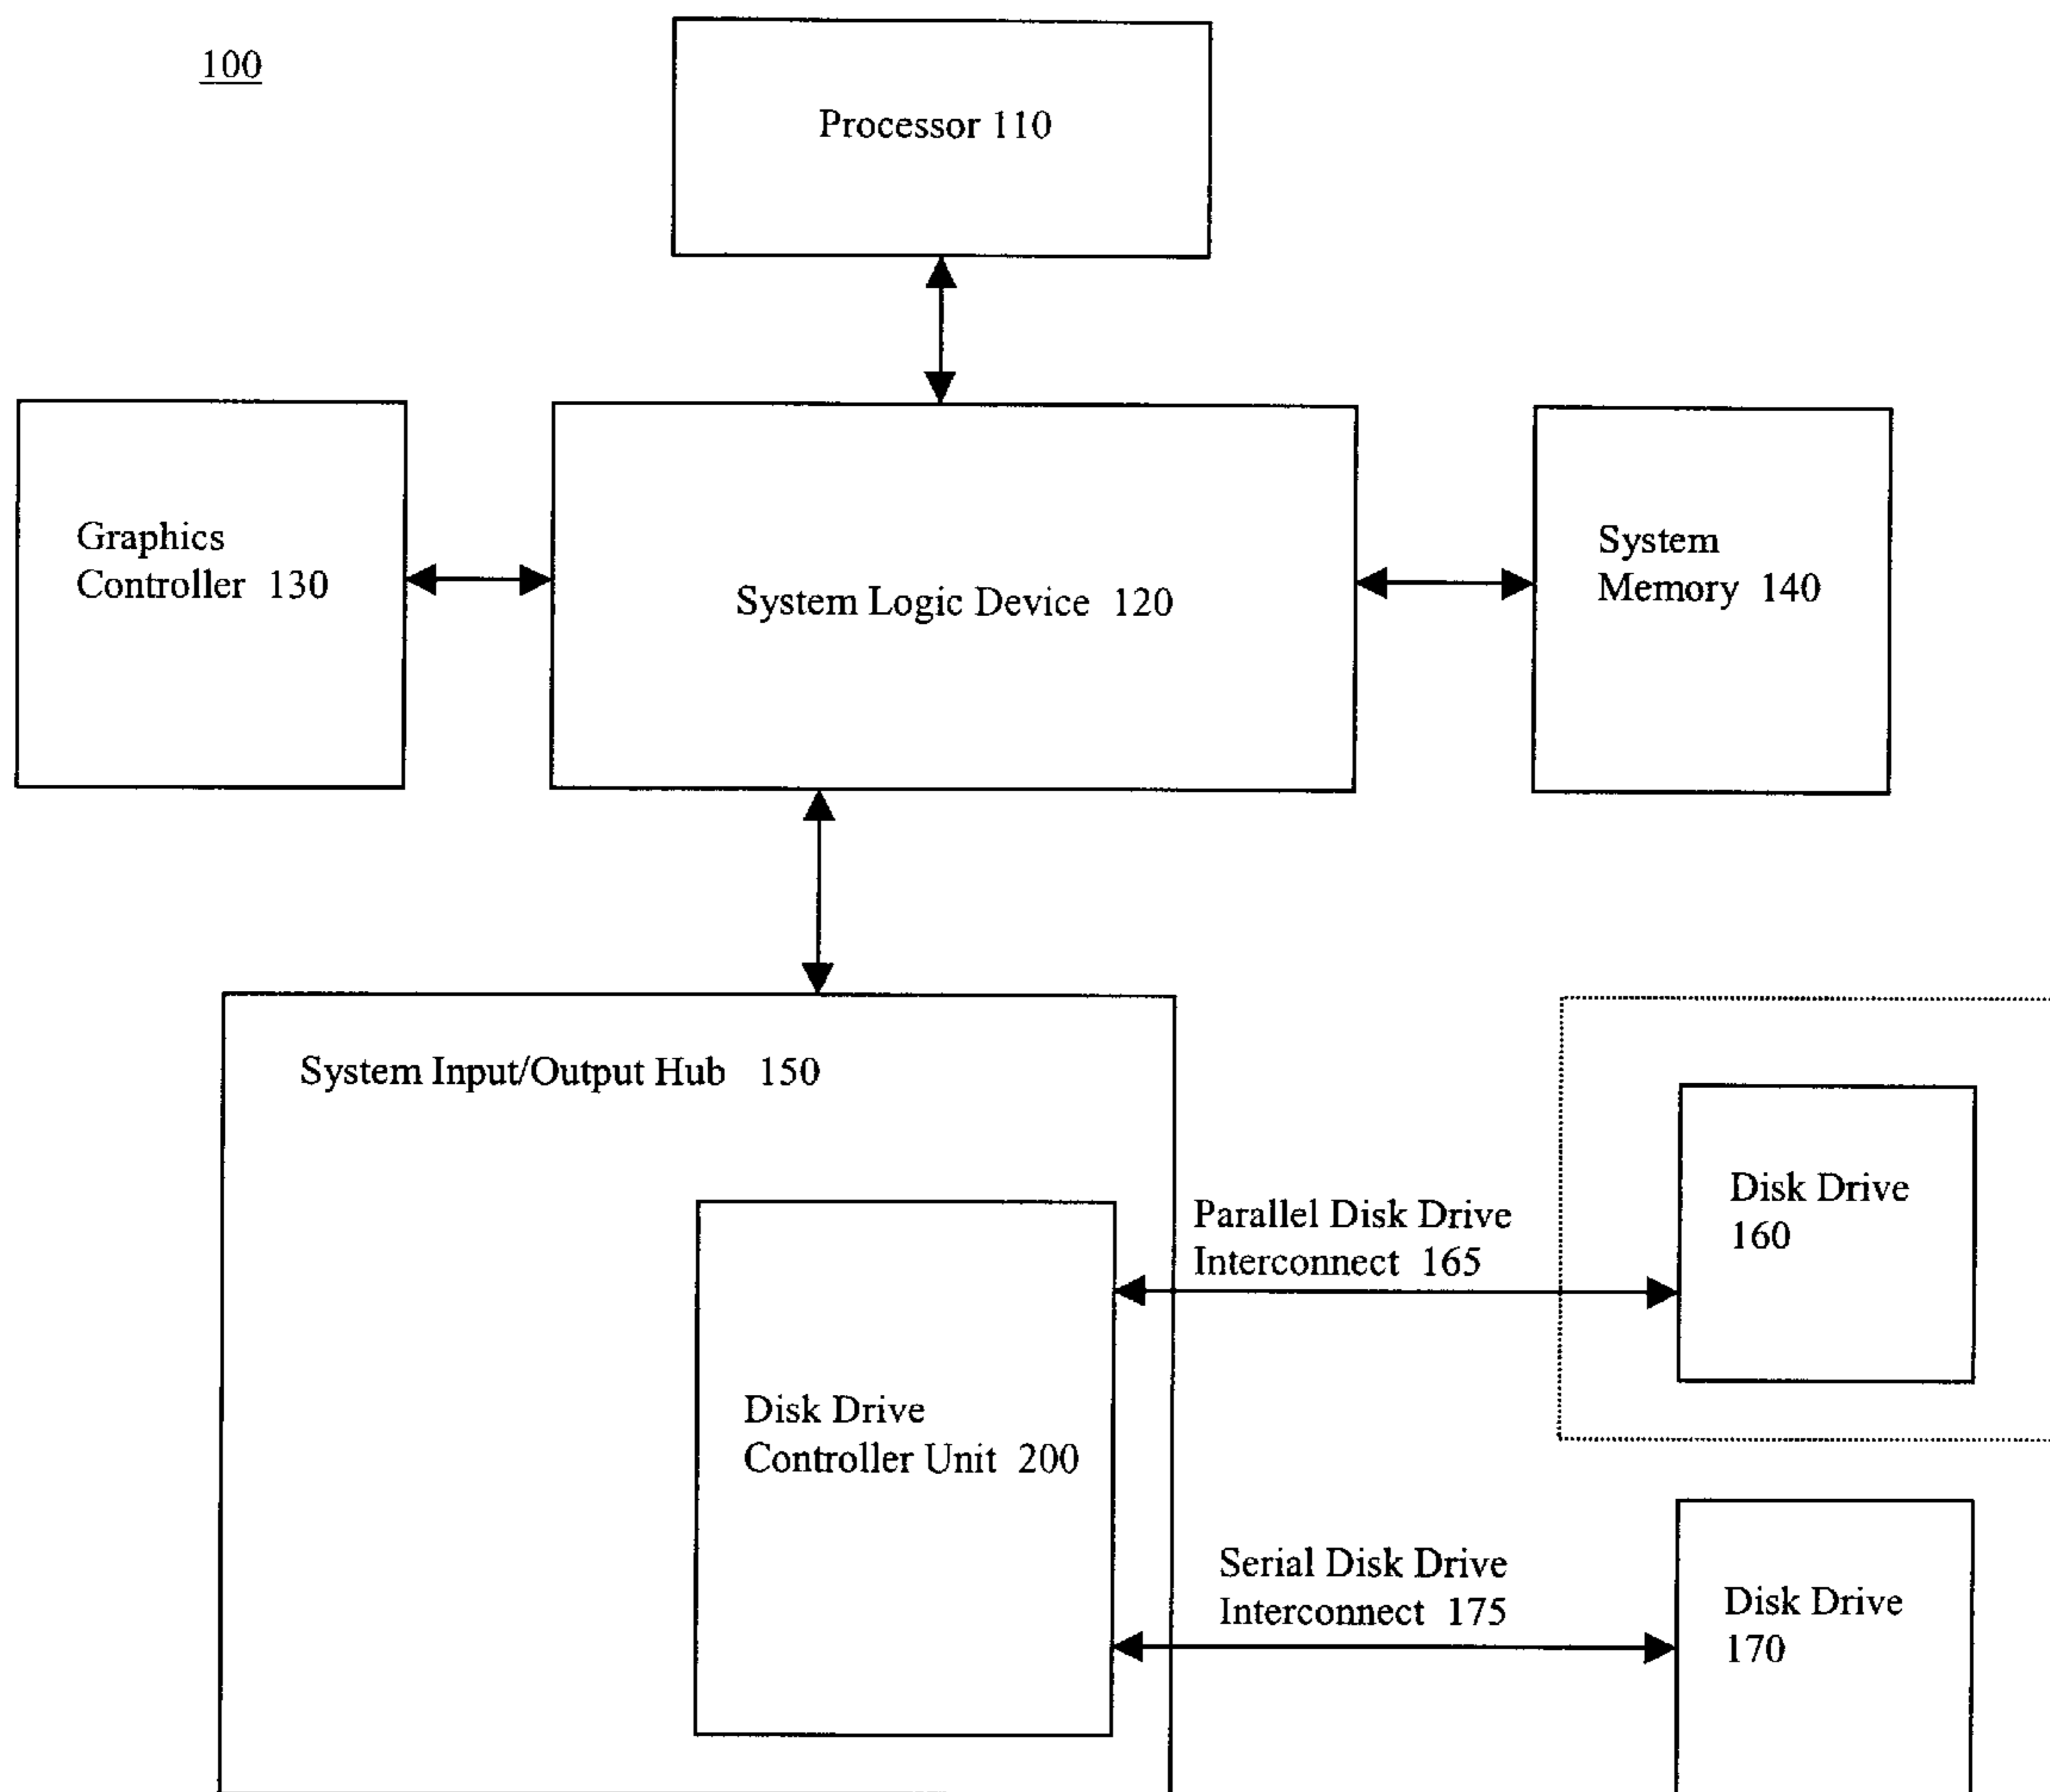 100
Processor 110
Graphics
Controller 130
System Logic Device 120
System
Memory 140
System Input/Output Hub 150
Parallel Disk Drive
Interconnect 165
Disk Drive
160
Disk Drive
Controller Unit 200
Serial Disk Drive
Interconnect 175
Disk Drive
170